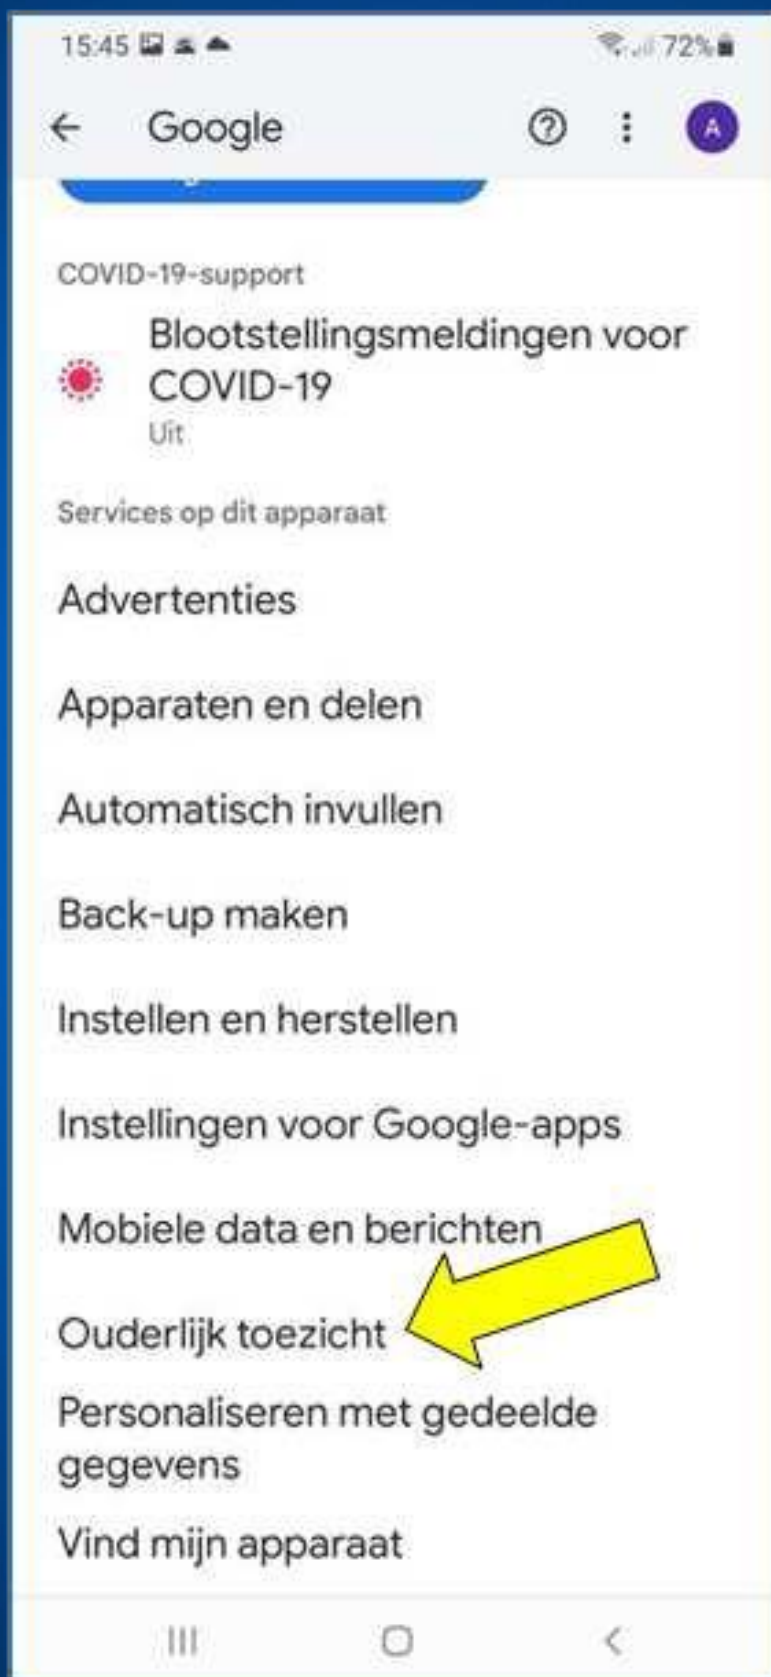 15:45
72%
Google
A
COVID-19-support
Blootstellingsmeldingen voor
COVID-19
Uit
Services op dit apparaat
Advertenties
Apparaten en delen
Automatisch invullen
Back-up maken
Instellen en herstellen
Instellingen voor Google-apps
Mobiele data en berichten
Ouderlijk toezicht
Personaliseren met gedeelde
gegevens
Vind mijn apparaat